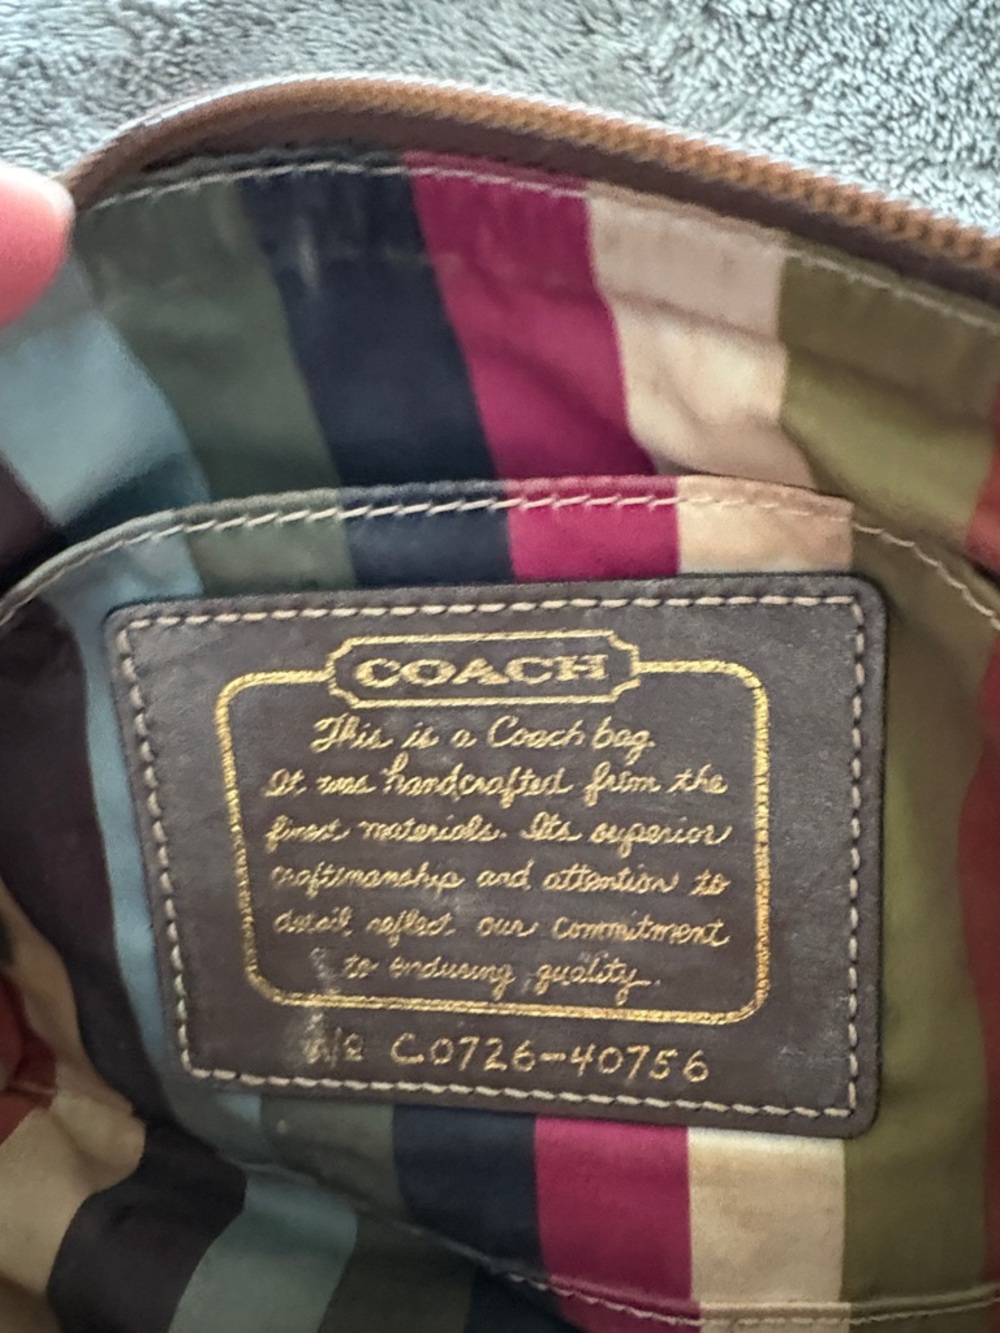 COACH
This is a Coach bag.
It was handcrafted from the
finest materials. Its superior
craftsmanship and attention to
detail reflect our commitment
to enduring quality.
C0726-40756